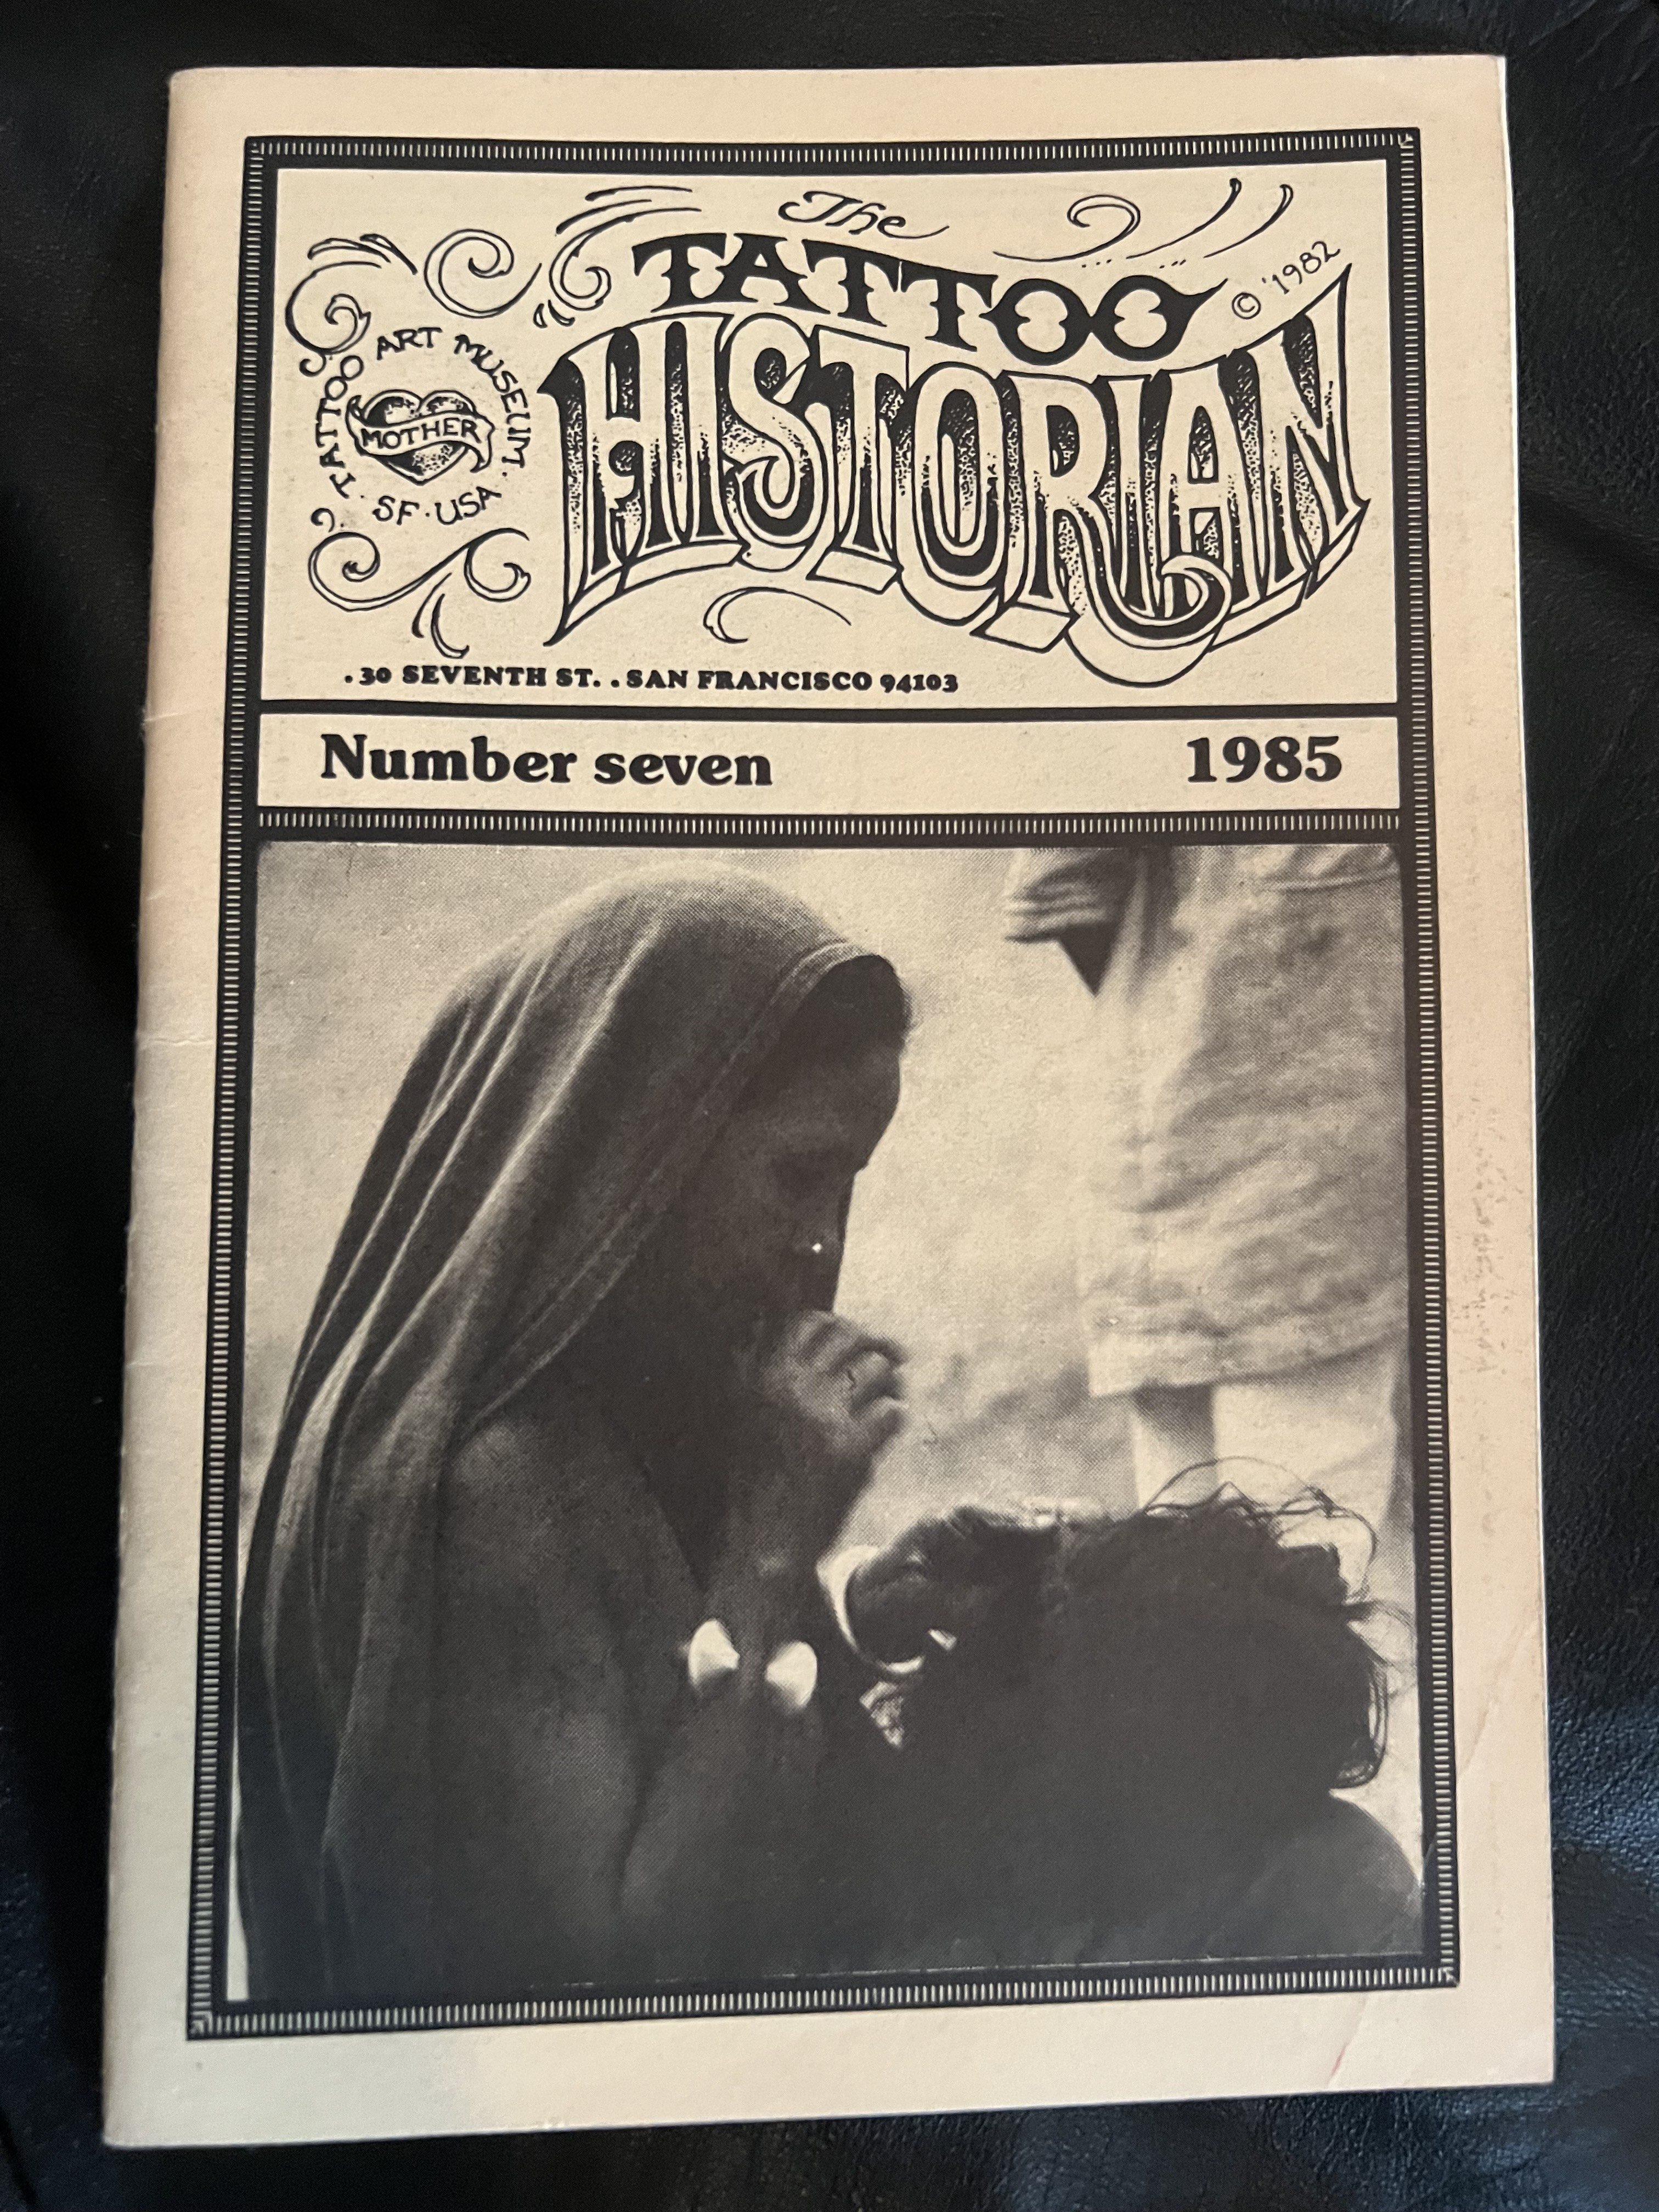 The
TATTOO
© '1982
HISTORIAN
· TATTOO ART MUSEUM ·
MOTHER
SF · USA
. 30 SEVENTH ST. . SAN FRANCISCO 94103
Number seven
1985